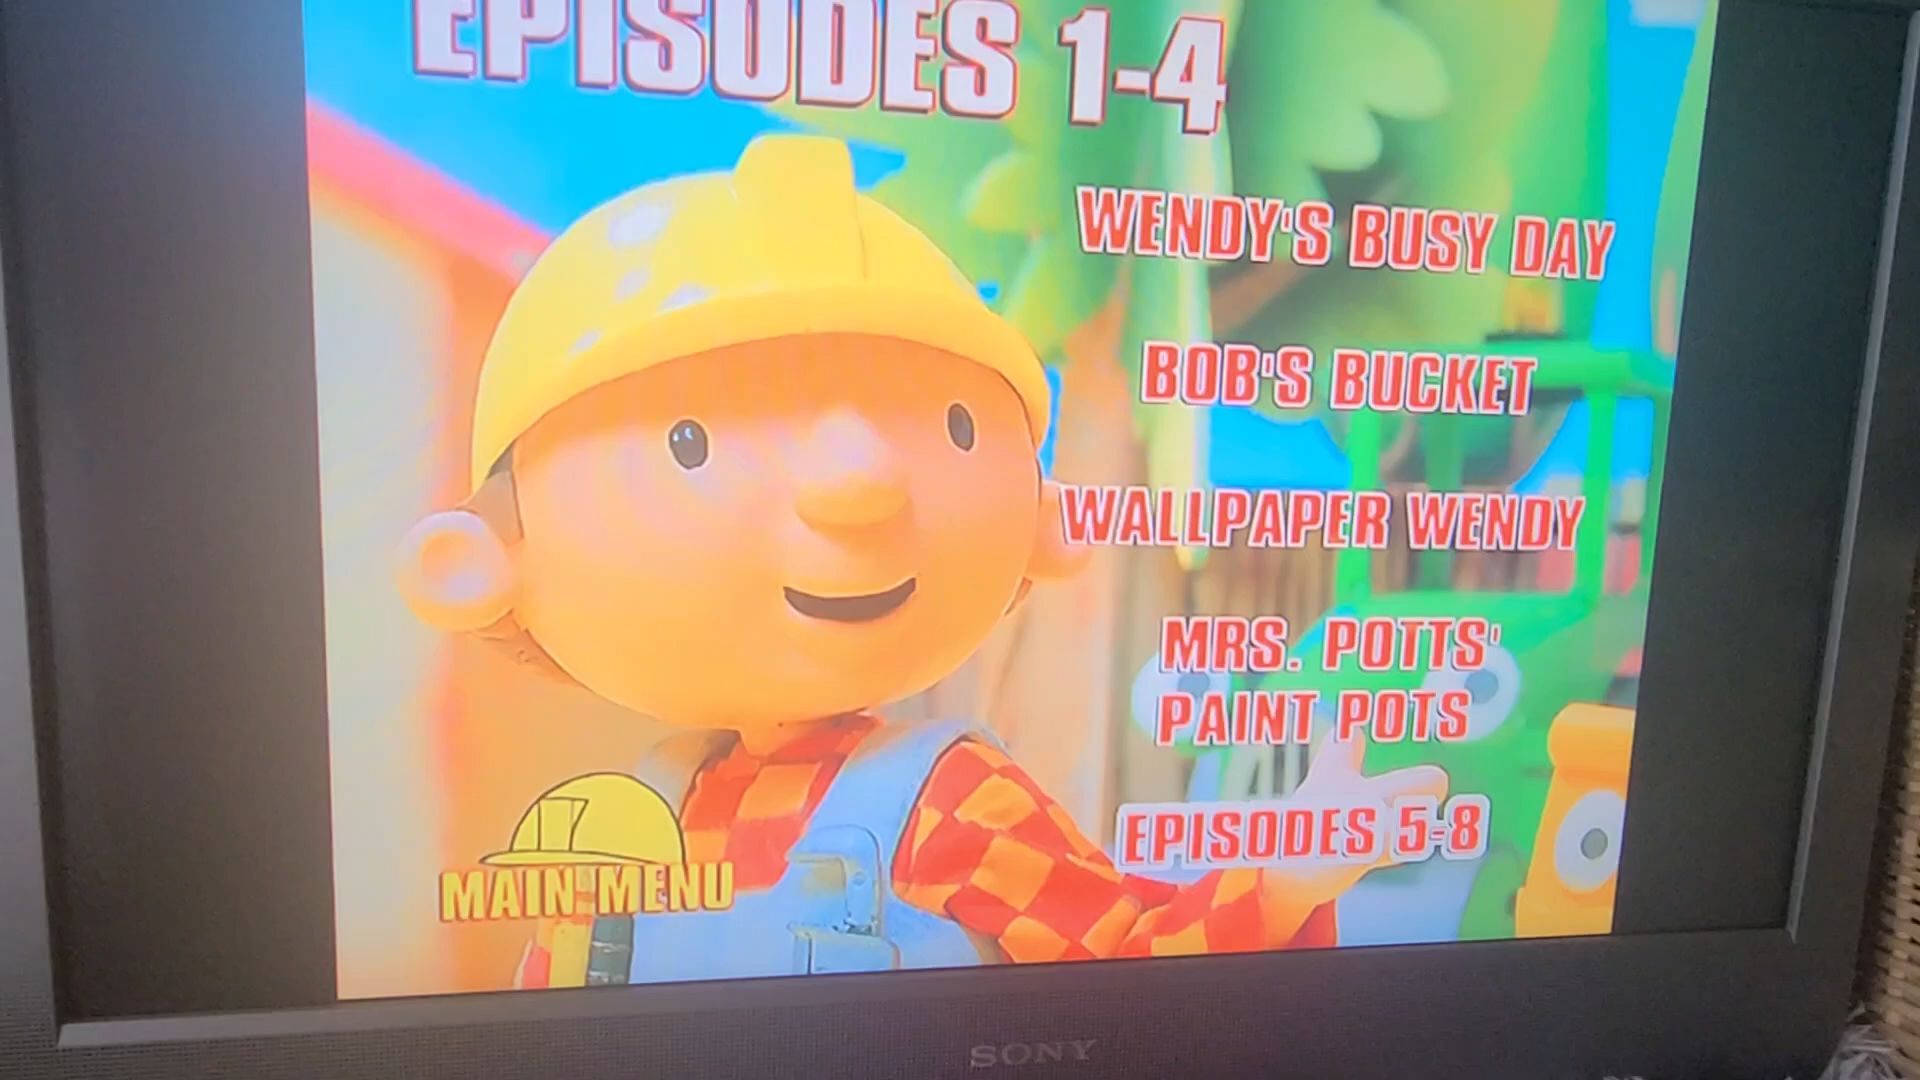 EPISODES 1-4
WENDY'S BUSY DAY
BOB'S BUCKET
WALLPAPER WENDY
MRS. POTTS'
PAINT POTS
EPISODES 5-8
MAIN MENU
SONY